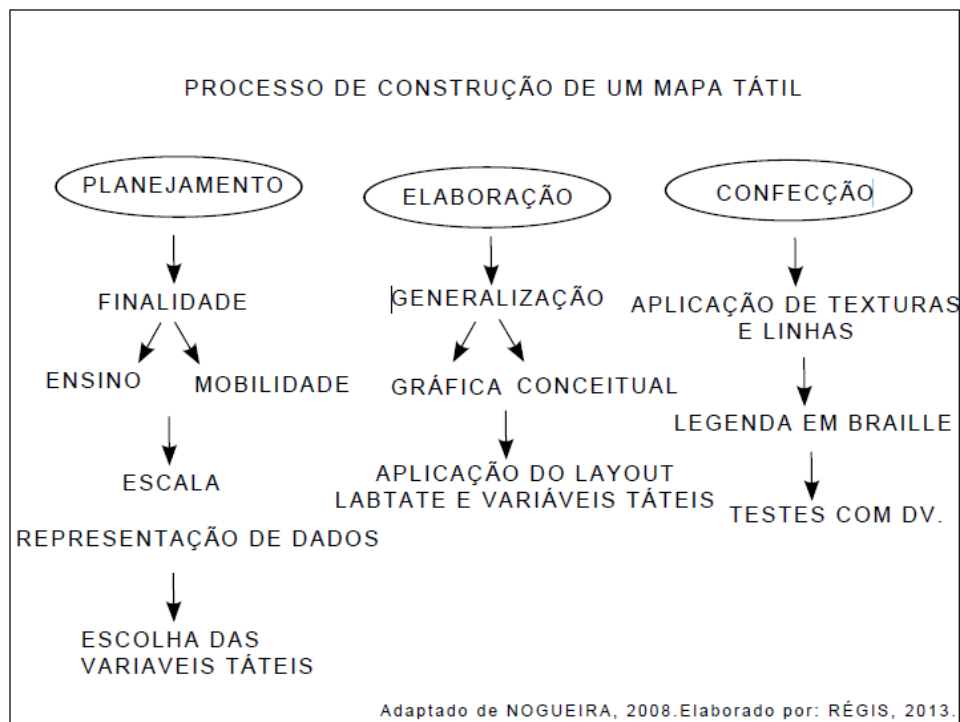 PROCESSO DE CONSTRUÇÃO DE UM MAPA TÁTIL
PLANEJAMENTO
FINALIDADE
ENSINO
MOBILIDADE
ESCALA
REPRESENTAÇÃO DE DADOS
ESCOLHA DAS
VARIAVEIS TÁTEIS
ELABORAÇÃO
GENERALIZAÇÃO
GRÁFICA
CONCEITUAL
APLICAÇÃO DO LAYOUT
LABTATE E VARIÁVEIS TÁTEIS
CONFECÇÃO
APLICAÇÃO DE TEXTURAS
E LINHAS
LEGENDA EM BRAILLE
TESTES COM DV.
Adaptado de NOGUEIRA, 2008.Elaborado por: RÉGIS, 2013.